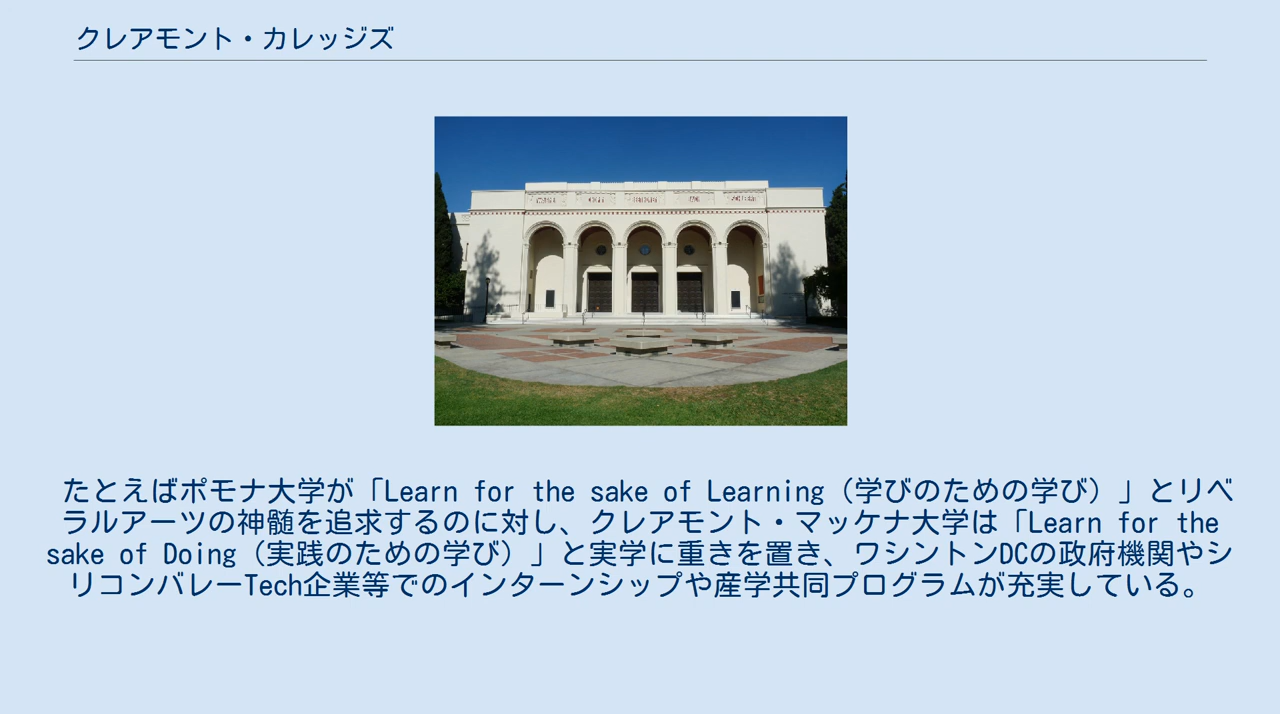 クレアモント・カレッジズ
たとえばポモナ大学が「Learn for the sake of Learning（学びのための学び）」とリベ
ラルアーツの神髄を追求するのに対し、クレアモント・マッケナ大学は「Learn for the
sake of Doing（実践のための学び）」と実学に重きを置き、ワシントンDCの政府機関やシ
リコンバレーTech企業等でのインターンシップや産学共同プログラムが充実している。